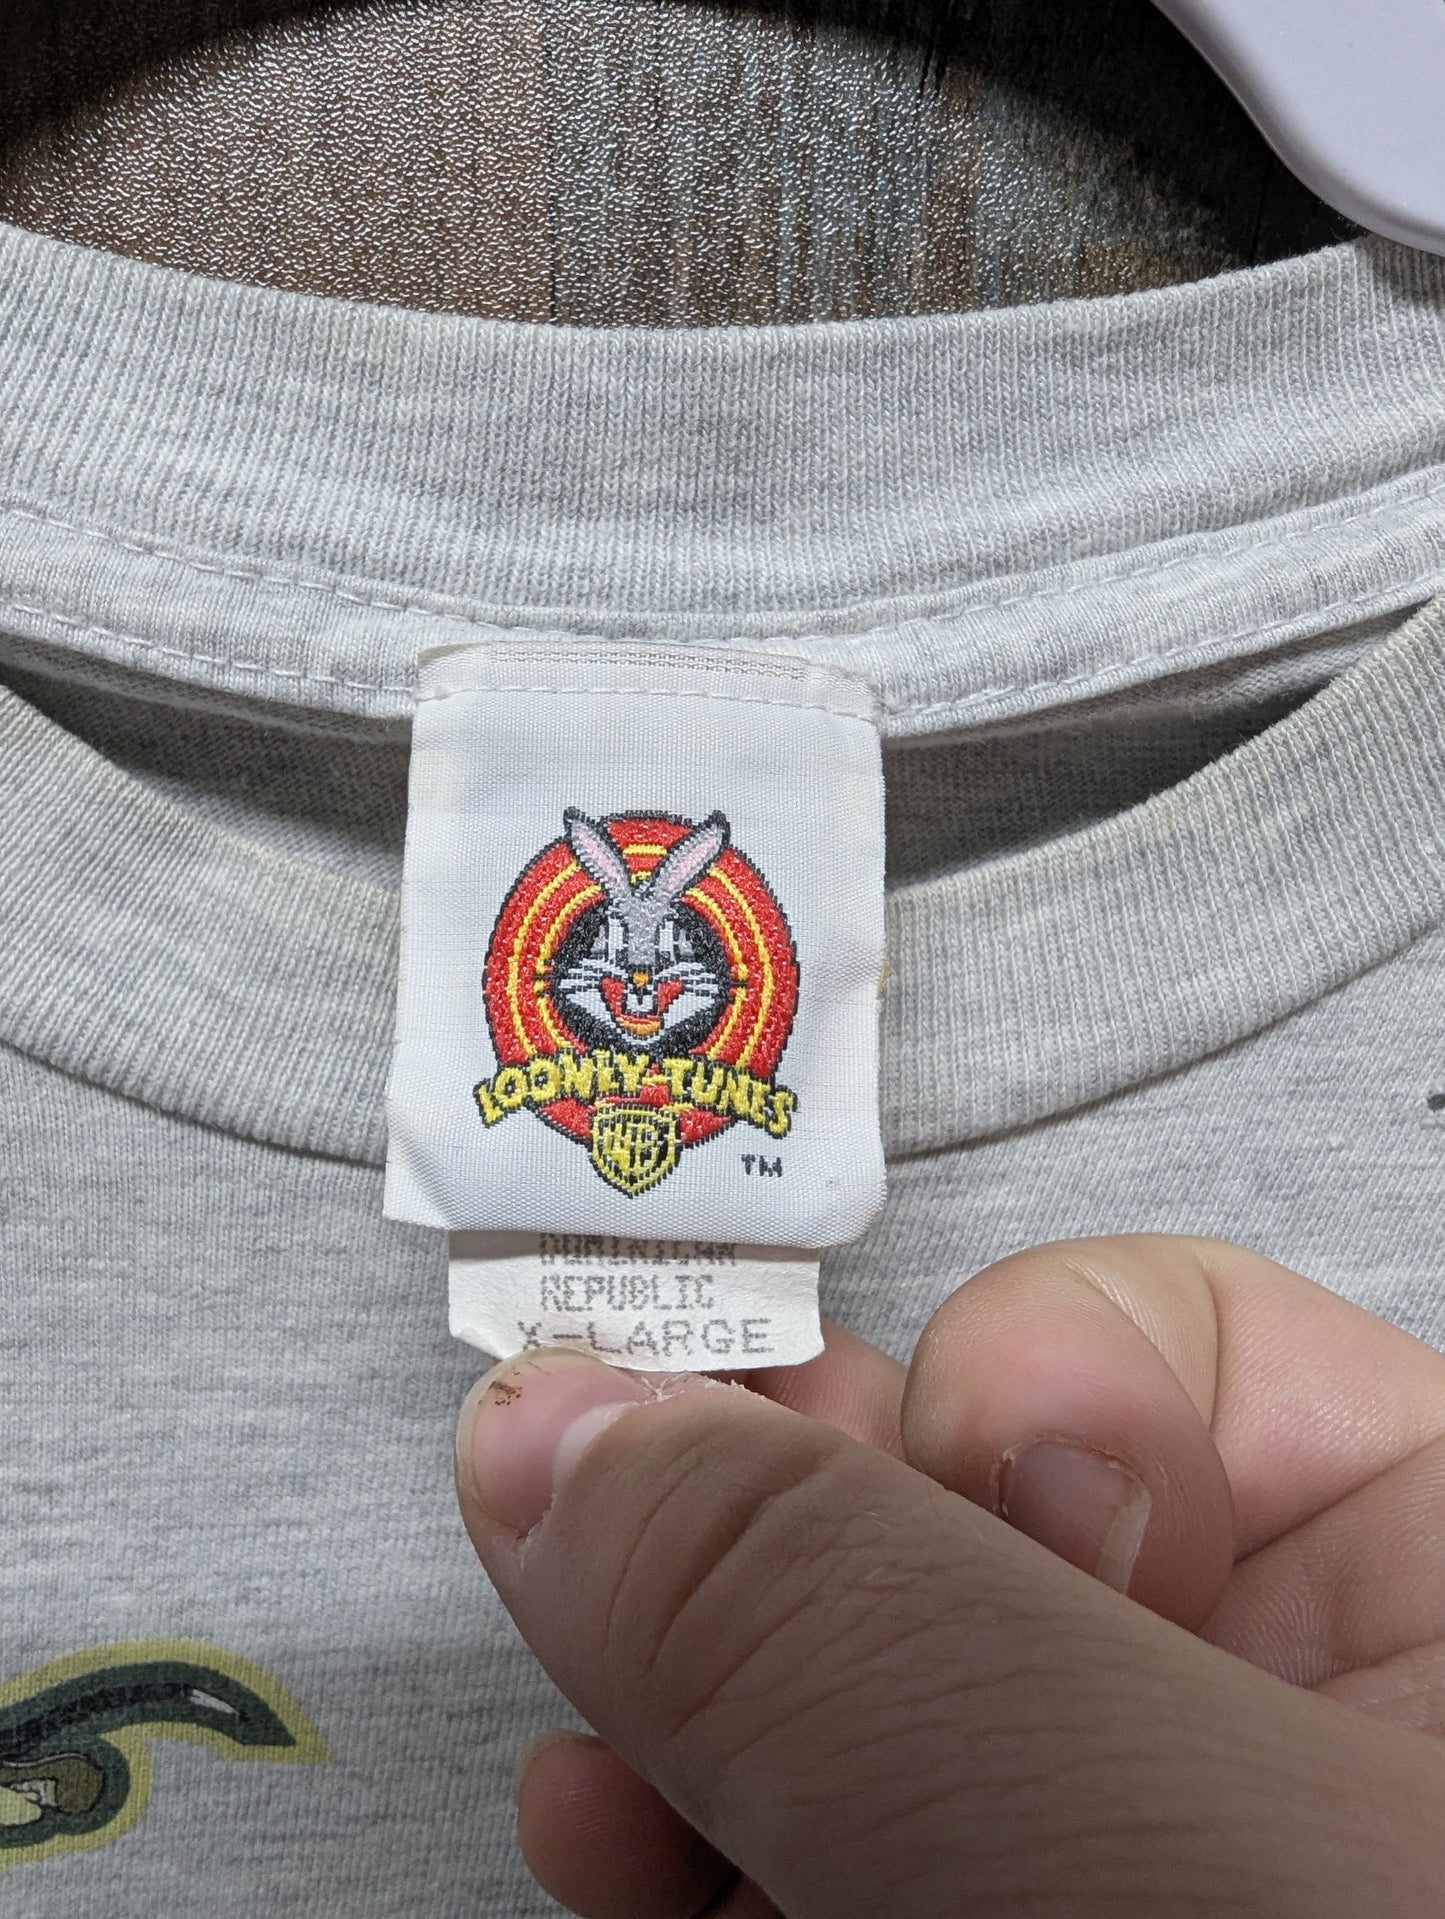 LOONEY TUNES
WB
TM
DOMINICAN
REPUBLIC
X-LARGE